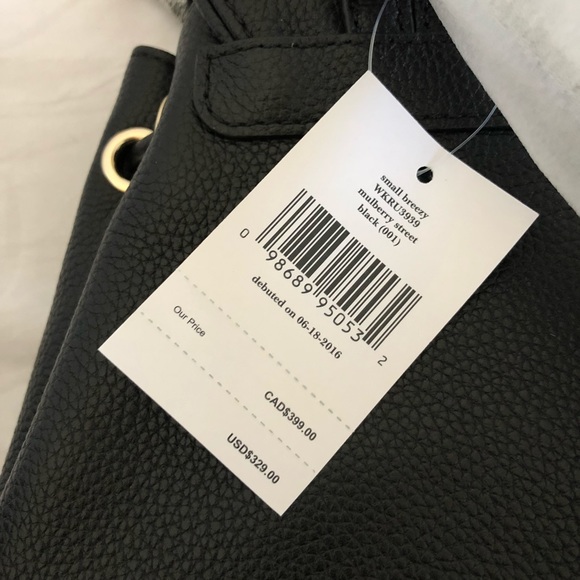 small breezy
WKRU3939
mulberry street
black (001)
0 98689 95053 2
debuted on 06-18-2016
Our Price
CAD$399.00
USD$329.00